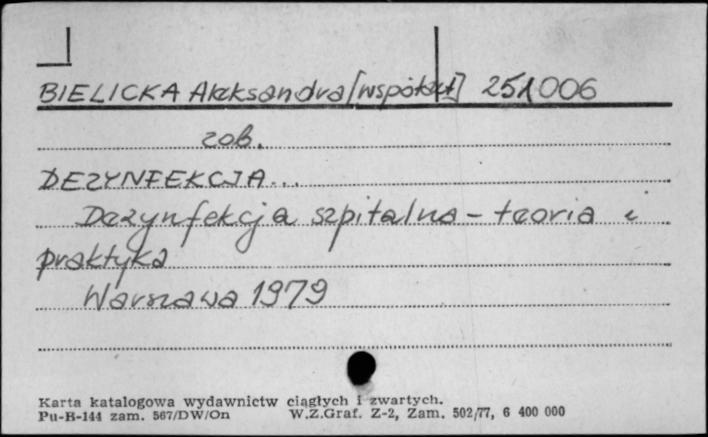 BIELICKA Aleksandra [współaut] 251006
zob.
DEZYNFEKCJA...
Dezynfekcja szpitalna - teoria i
praktyka
Warszawa 1979
Karta katalogowa wydawnictw ciągłych i zwartych.
Pu-B-144 zam. 567/DW/On W.Z.Graf. Z-2, Zam. 502/77, 6 400 000